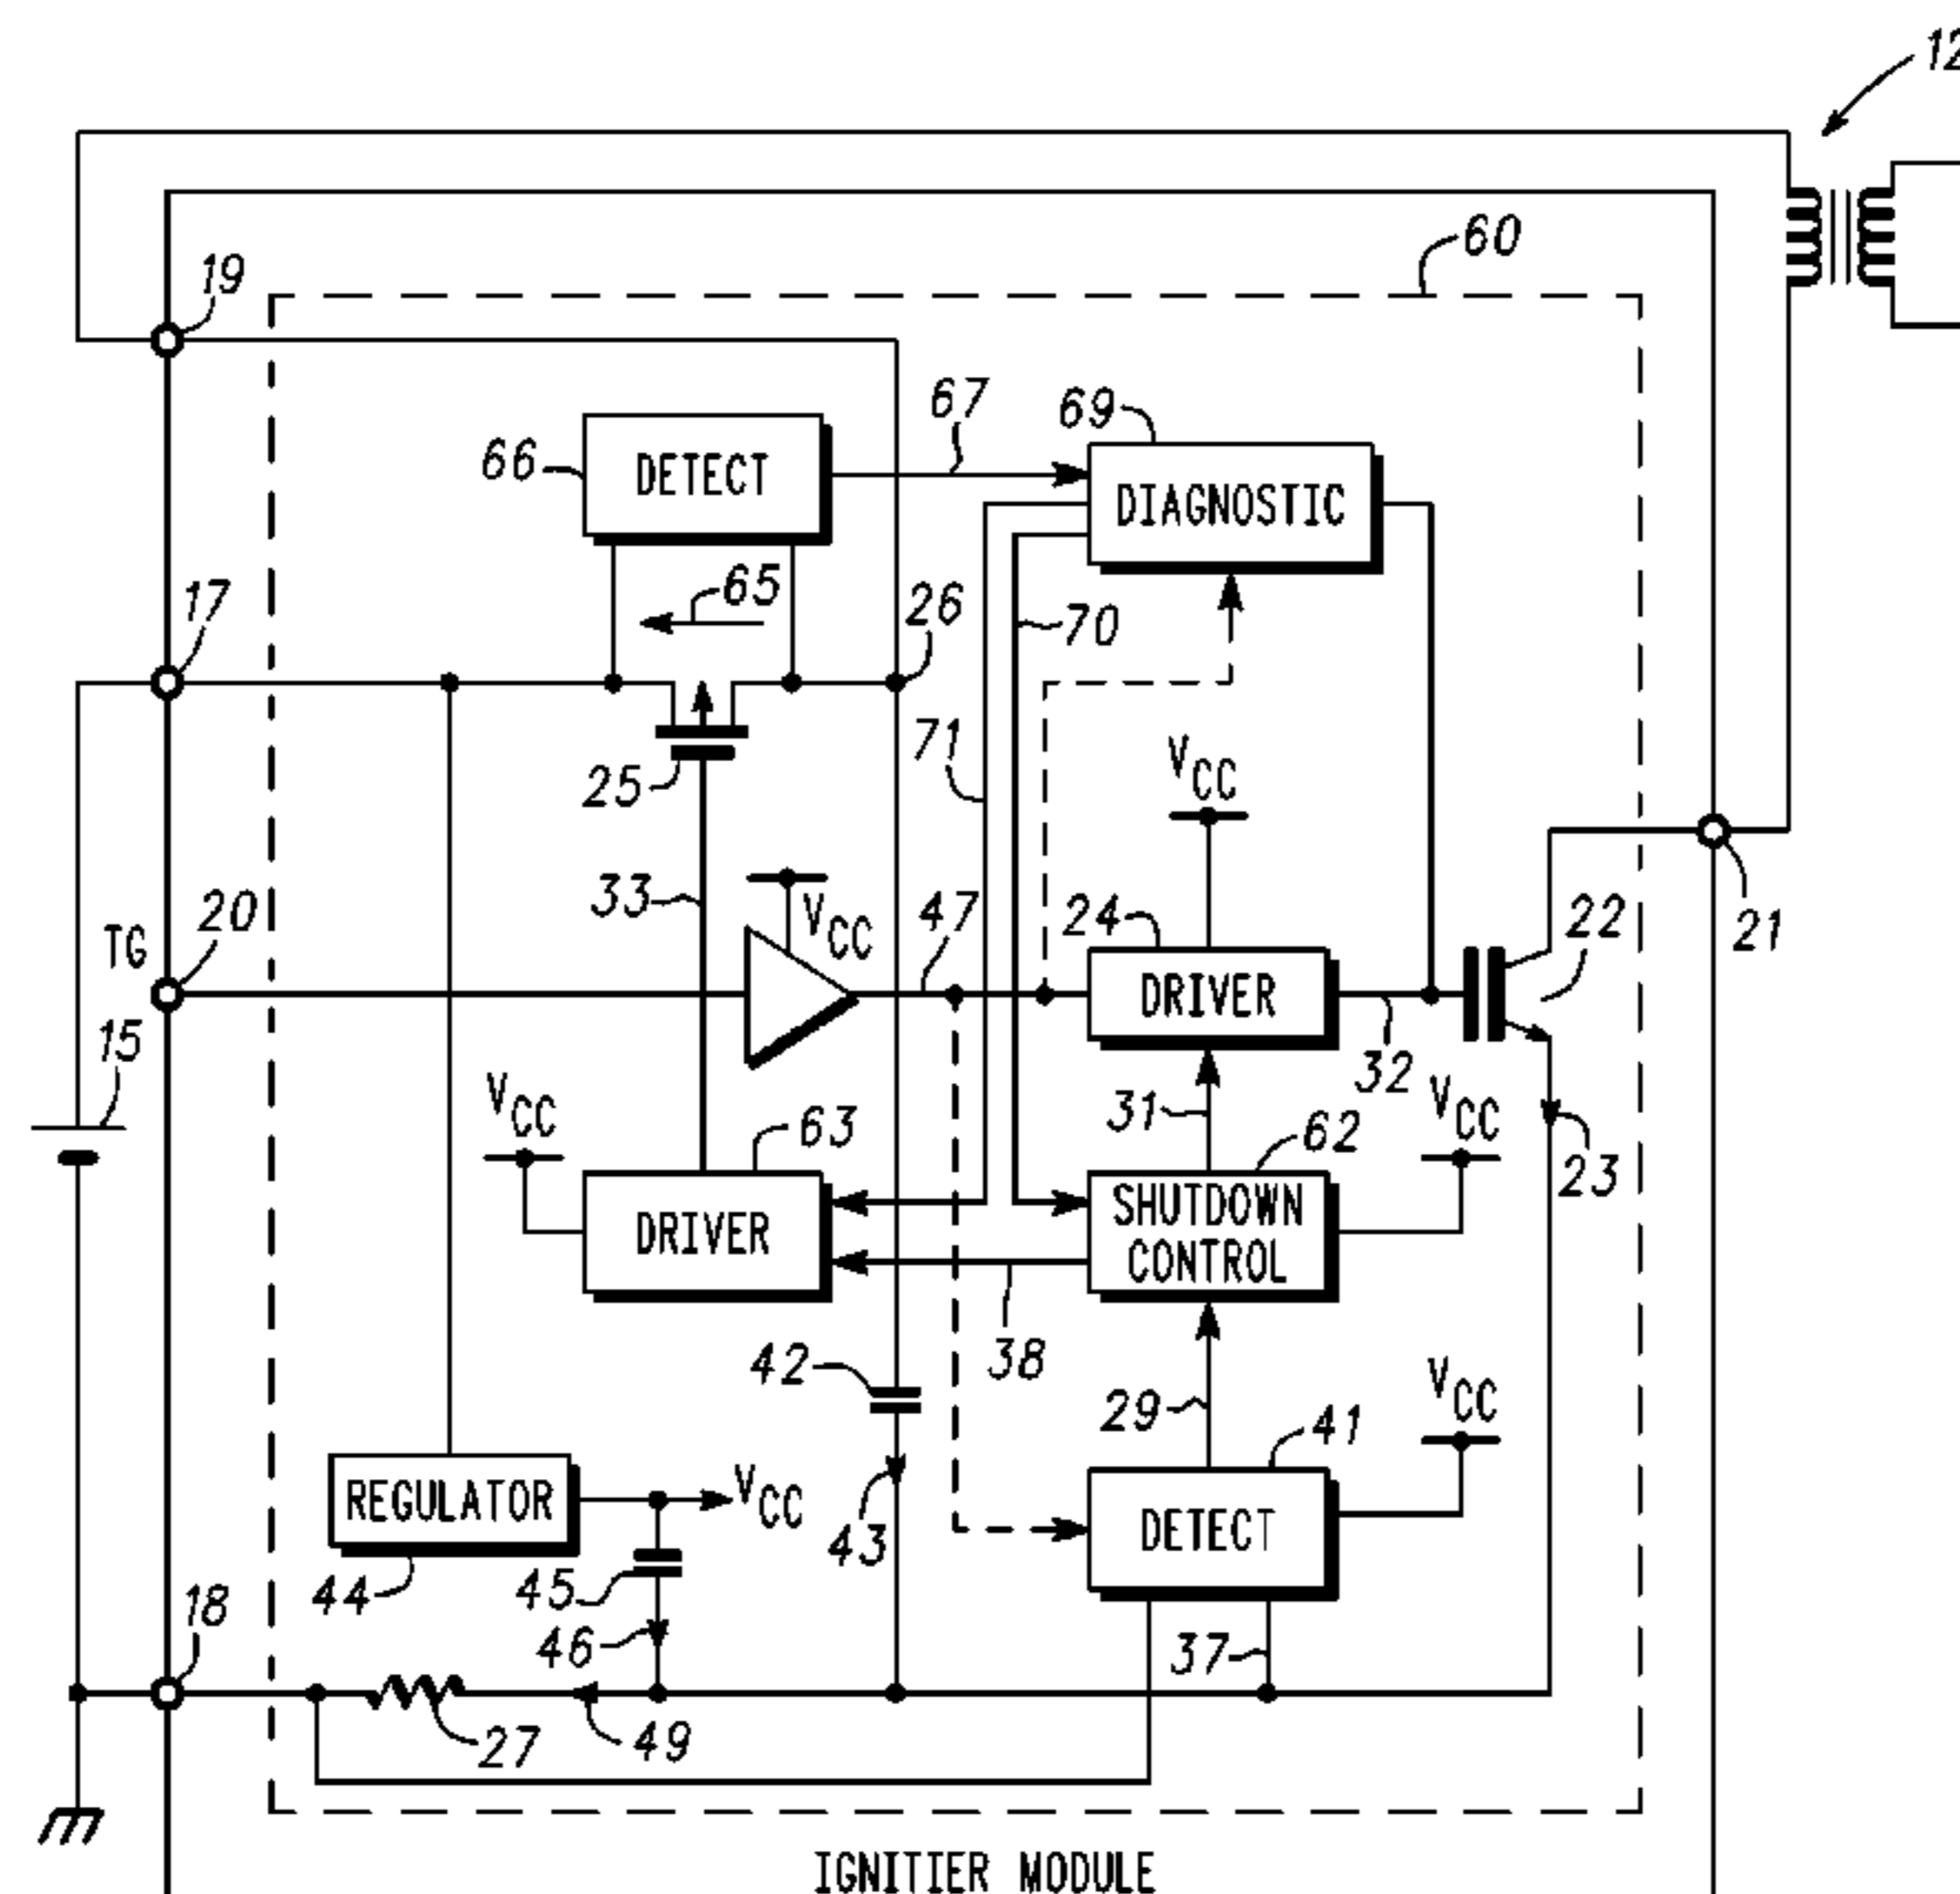 12
60
19
67
69
66
DETECT
DIAGNOSTIC
65
17
26
70
71
25
VCC
33
VCC
47
24
22
21
TG
20
DRIVER
32
15
VCC
63
31
62
VCC
23
DRIVER
SHUTDOWN
CONTROL
42
38
29
41
VCC
REGULATOR
VCC
43
DETECT
44
45
18
46
37
27
49
IGNITIER MODULE